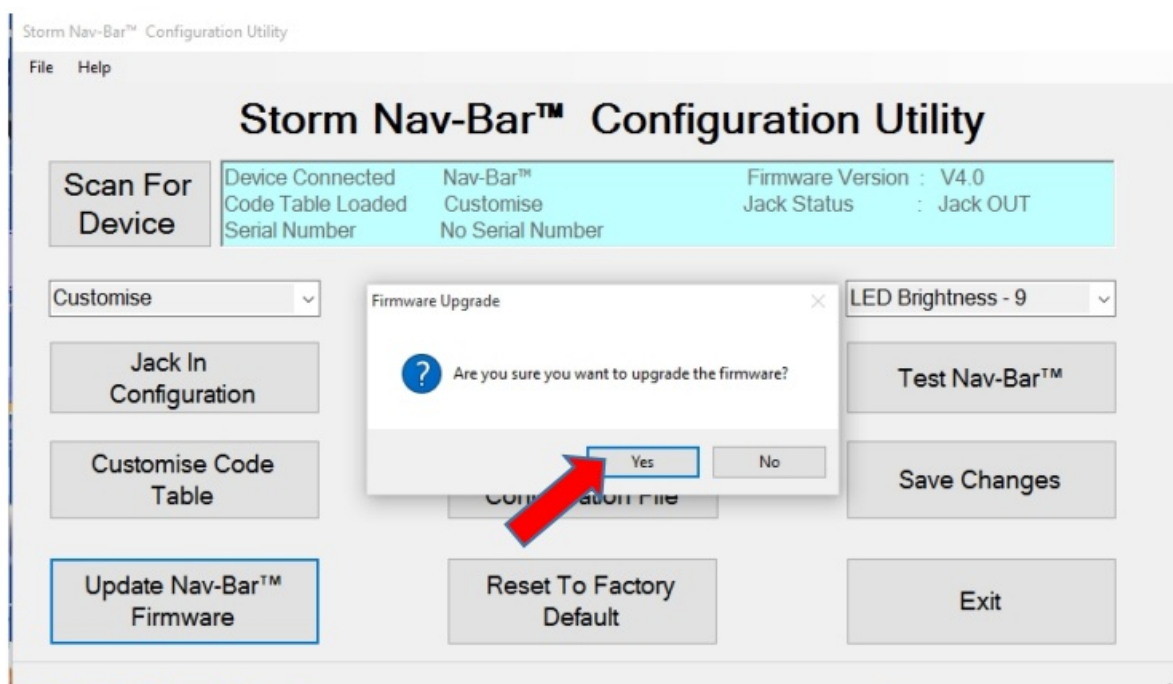 Storm Nav-Bar™ Configuration Utility
File Help
Storm Nav-Bar™ Configuration Utility
Scan For
Device
Device Connected Nav-Bar™ Firmware Version : V4.0
Code Table Loaded Customise Jack Status : Jack OUT
Serial Number No Serial Number
Customise
LED Brightness - 9
Firmware Upgrade
Are you sure you want to upgrade the firmware?
Yes No
Jack In
Configuration
Test Nav-Bar™
Customise Code
Table
File
Save Changes
Update Nav-Bar™
Firmware
Reset To Factory
Default
Exit